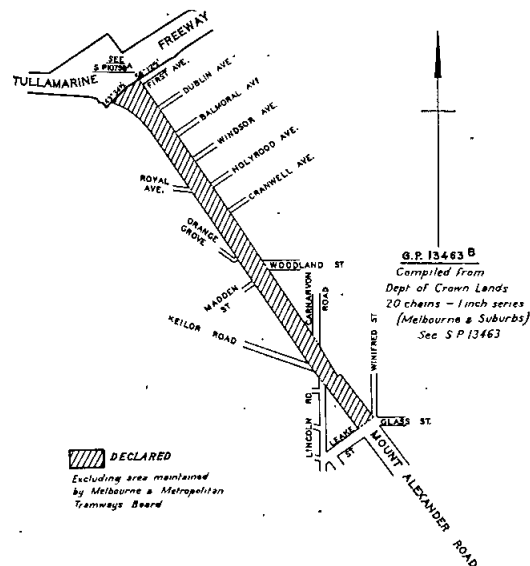 FREEWAY
SEE
S P10758A
TULLAMARINE
FIRST AVE.
DUBLIN AVE.
BALMORAL AVE
WINDSOR AVE.
HOLYROOD AVE.
CRANWELL AVE.
ROYAL
AVE.
ORANGE
GROVE
WOODLAND ST
MADDEN
ST
CARNARVON
ROAD
KEILOR ROAD
G.P. 13463 B
Compiled from
Dept of Crown Lands
20 chains – 1 inch series
(Melbourne & Suburbs)
See S P 13463
WINIFRED ST
LINCOLN RD
LEAKE
ST
GLASS ST.
MOUNT
ALEXANDER
ROAD
DECLARED
Excluding area maintained
by Melbourne & Metropolitan
Tramways Board